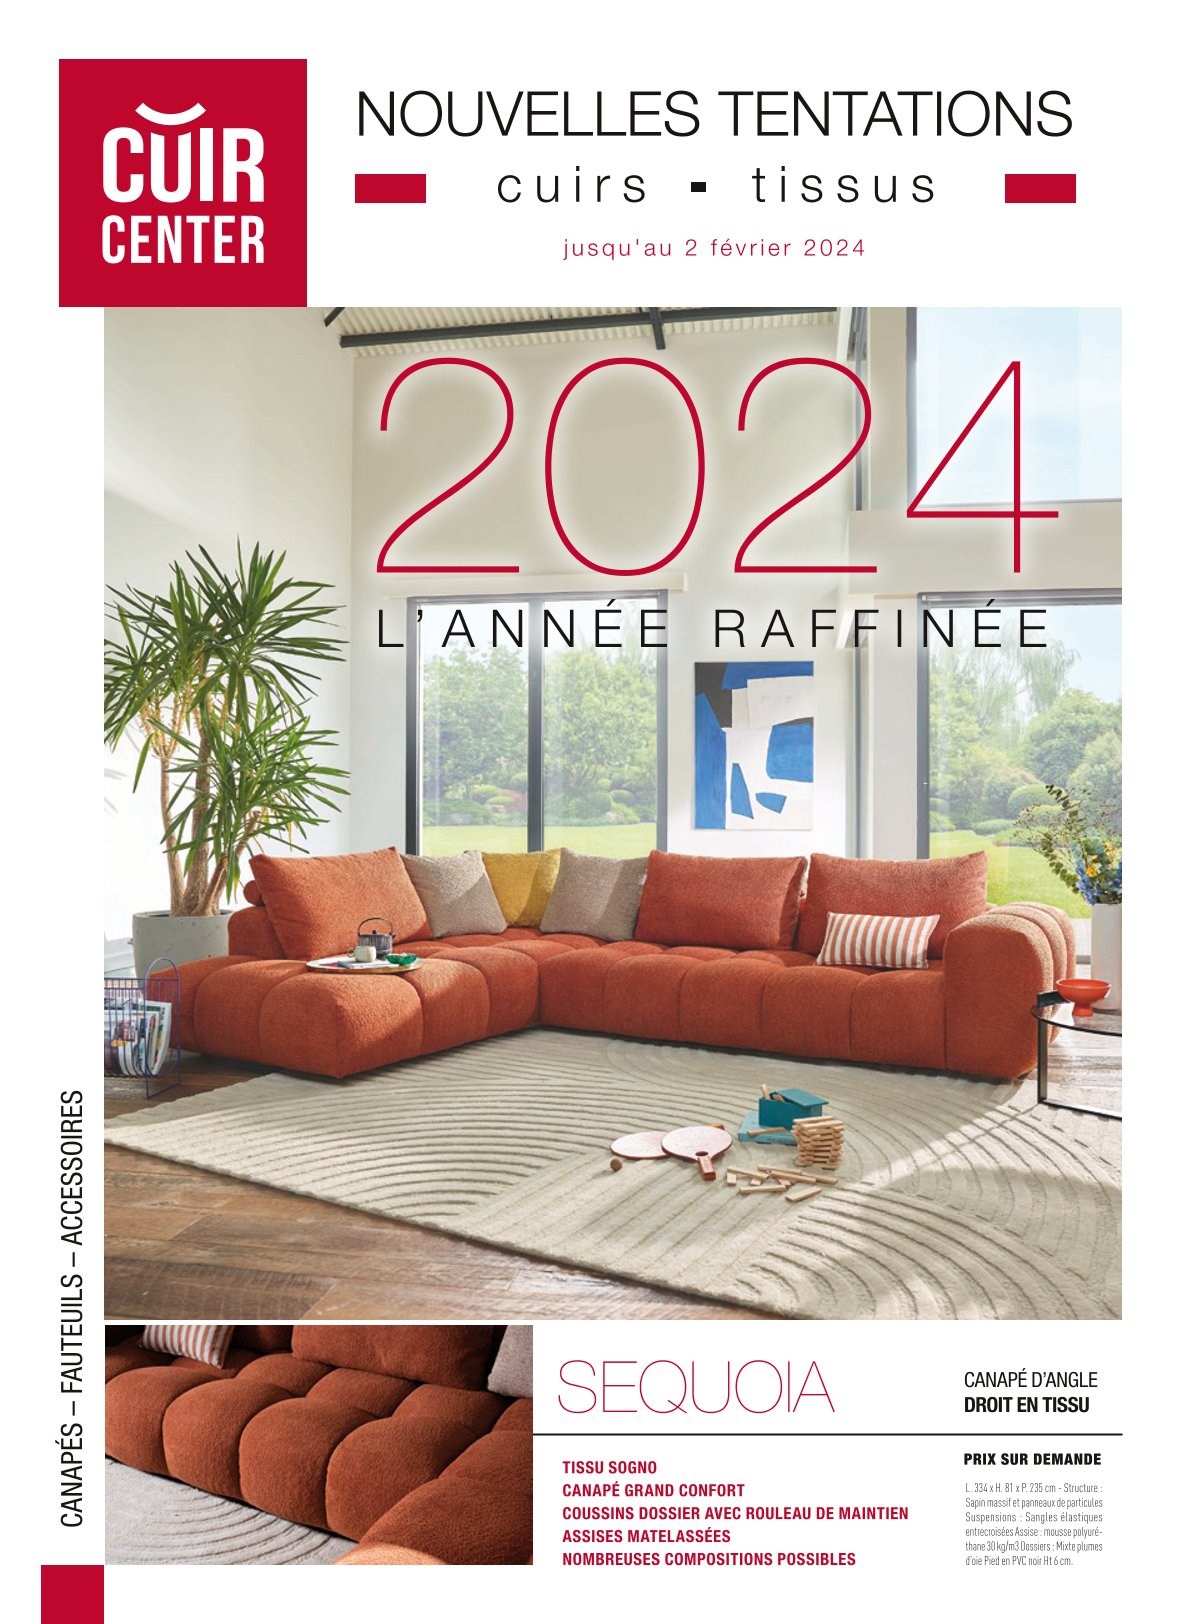 CUIR
CENTER
NOUVELLES TENTATIONS
cuirs - tissus
jusqu'au 2 février 2024
2024
L'ANNÉE RAFFINÉE
CANAPÉS – FAUTEUILS – ACCESSOIRES
SEQUOIA
CANAPÉ D'ANGLE
DROIT EN TISSU
TISSU SOGNO
CANAPÉ GRAND CONFORT
COUSSINS DOSSIER AVEC ROULEAU DE MAINTIEN
ASSISES MATELASSÉES
NOMBREUSES COMPOSITIONS POSSIBLES
PRIX SUR DEMANDE
L. 334 x H. 81 x P. 235 cm - Structure :
Sapin massif et panneaux de particules
Suspensions : Sangles élastiques
entrecroisées Assise : mousse polyuré-
thane 30 kg/m3 Dossiers : Mixte plumes
d'oie Pied en PVC noir Ht 6 cm.